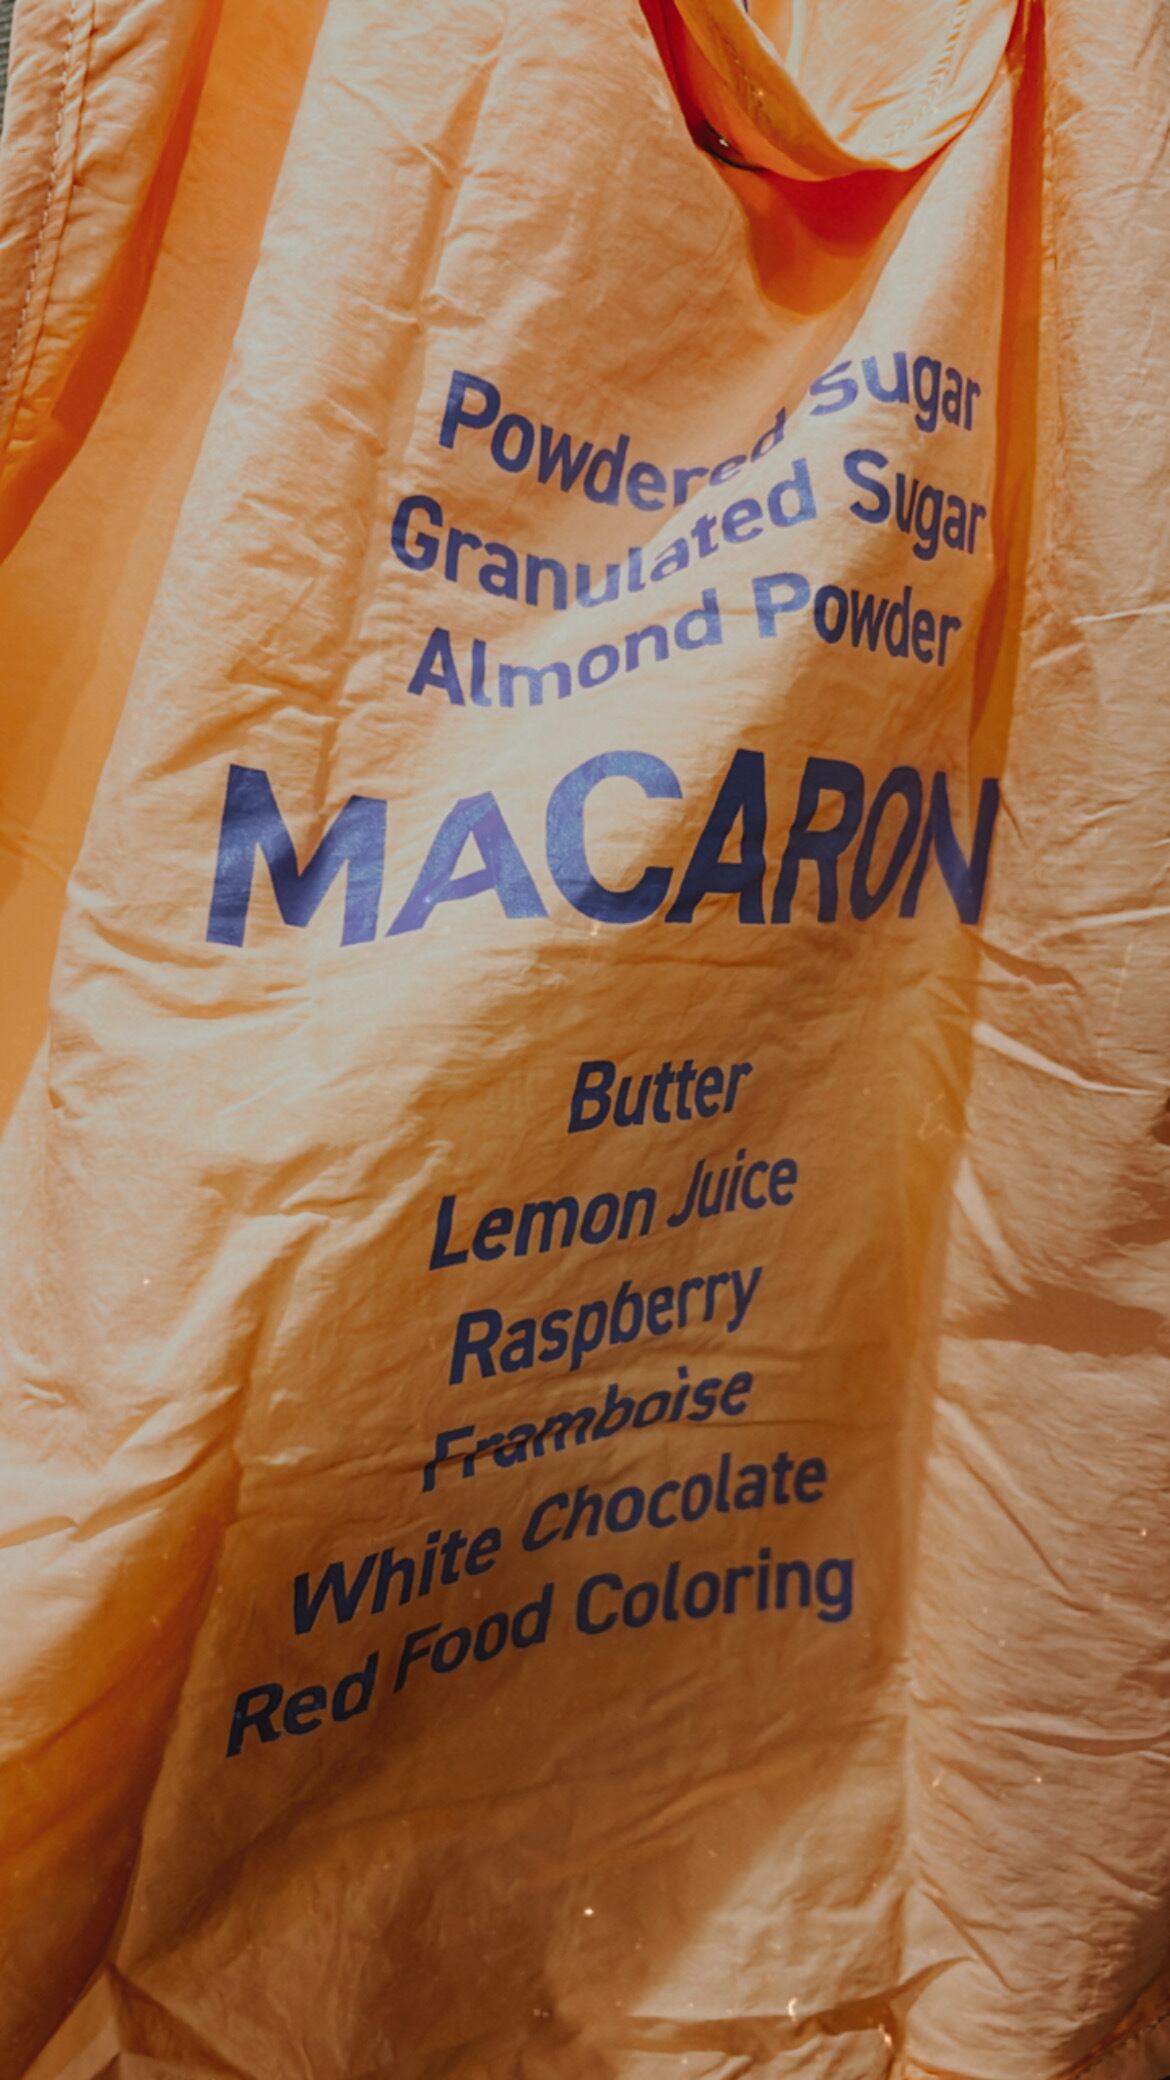 Powdered Sugar
Granulated Sugar
Almond Powder
MACARON
Butter
Lemon Juice
Raspberry
Framboise
White Chocolate
Red Food Coloring